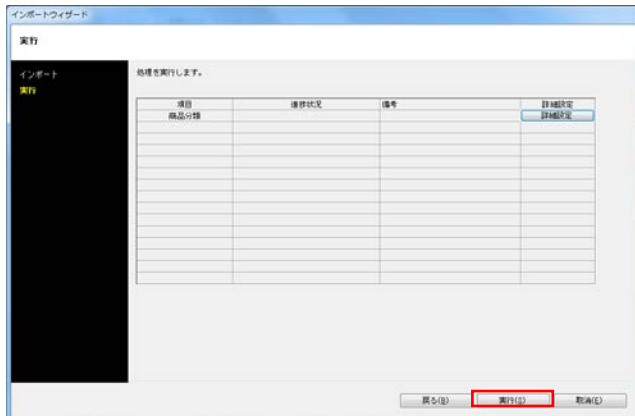 インポートウィザード
実行
インポート
実行
処理を実行します。
項目 進捗状況 備考 詳細設定
商品分類 詳細設定
戻る(B) 実行(S) 取消(E)